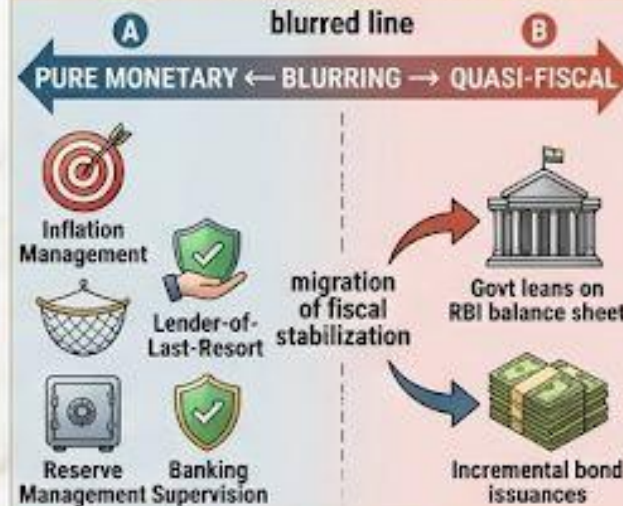 blurred line
A
B
PURE MONETARY ← BLURRING → QUASI-FISCAL
Inflation
Management
Lender-of-
Last-Resort
Reserve
Management
Banking
Supervision
migration
of fiscal
stabilization
Govt leans on
RBI balance sheet
Incremental bond
issuances